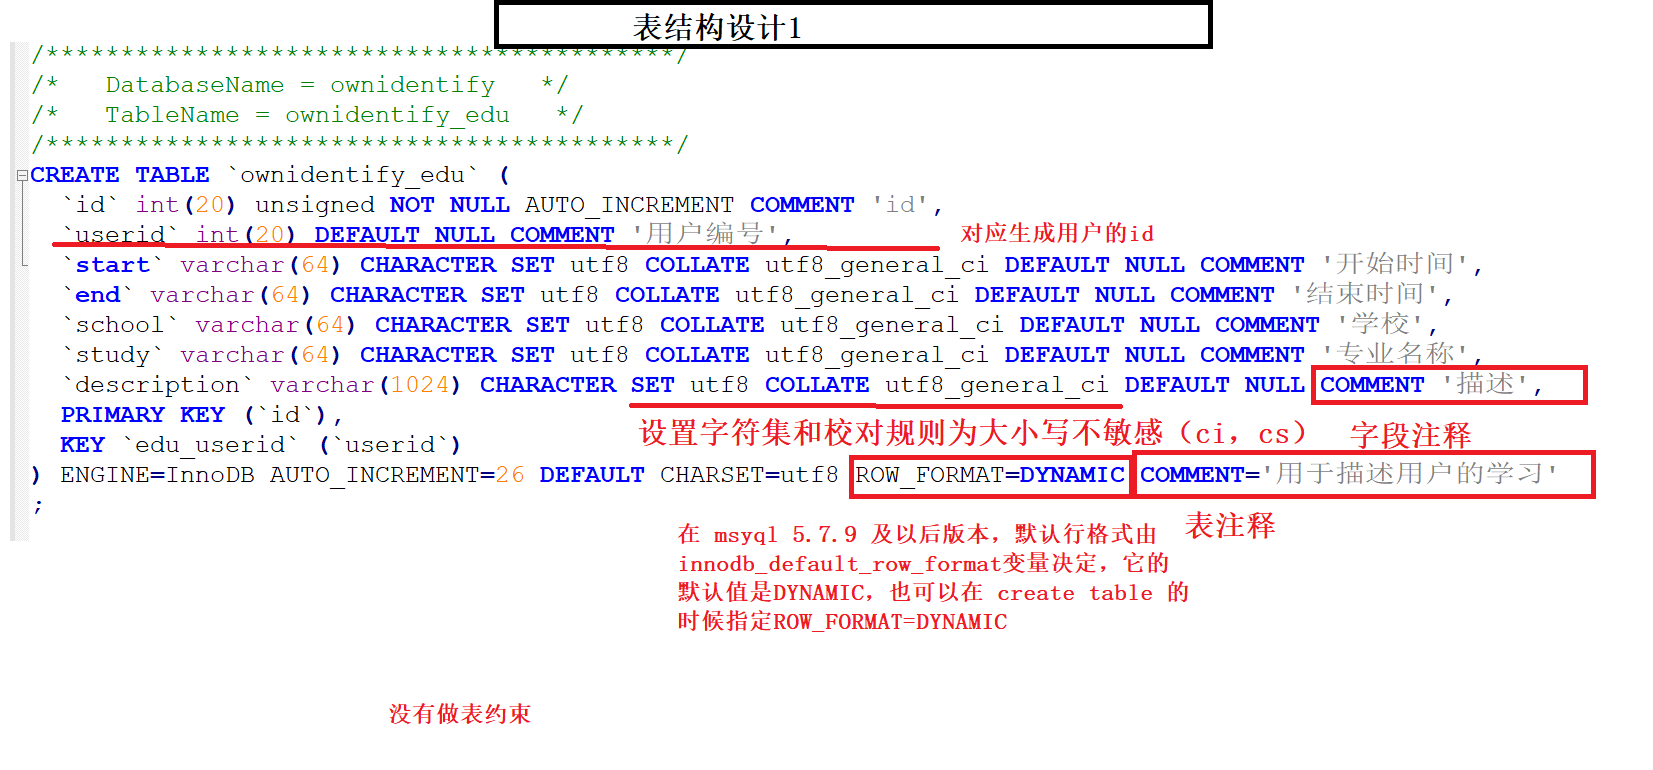 表结构设计1
/******************************************/
/*   DatabaseName = ownidentify   */
/*   TableName = ownidentify_edu   */
/******************************************/
CREATE TABLE `ownidentify_edu` (
`id` int(20) unsigned NOT NULL AUTO_INCREMENT COMMENT 'id',
`userid` int(20) DEFAULT NULL COMMENT '用户编号',
对应生成用户的id
`start` varchar(64) CHARACTER SET utf8 COLLATE utf8_general_ci DEFAULT NULL COMMENT '开始时间',
`end` varchar(64) CHARACTER SET utf8 COLLATE utf8_general_ci DEFAULT NULL COMMENT '结束时间',
`school` varchar(64) CHARACTER SET utf8 COLLATE utf8_general_ci DEFAULT NULL COMMENT '学校',
`study` varchar(64) CHARACTER SET utf8 COLLATE utf8_general_ci DEFAULT NULL COMMENT '专业名称',
`description` varchar(1024) CHARACTER SET utf8 COLLATE utf8_general_ci DEFAULT NULL COMMENT '描述',
PRIMARY KEY (`id`),
KEY `edu_userid` (`userid`)
设置字符集和校对规则为大小写不敏感（ci，cs）
字段注释
) ENGINE=InnoDB AUTO_INCREMENT=26 DEFAULT CHARSET=utf8 ROW_FORMAT=DYNAMIC COMMENT='用于描述用户的学习'
;
表注释
在 msyql 5.7.9 及以后版本，默认行格式由
innodb_default_row_format变量决定，它的
默认值是DYNAMIC，也可以在 create table 的
时候指定ROW_FORMAT=DYNAMIC
没有做表约束